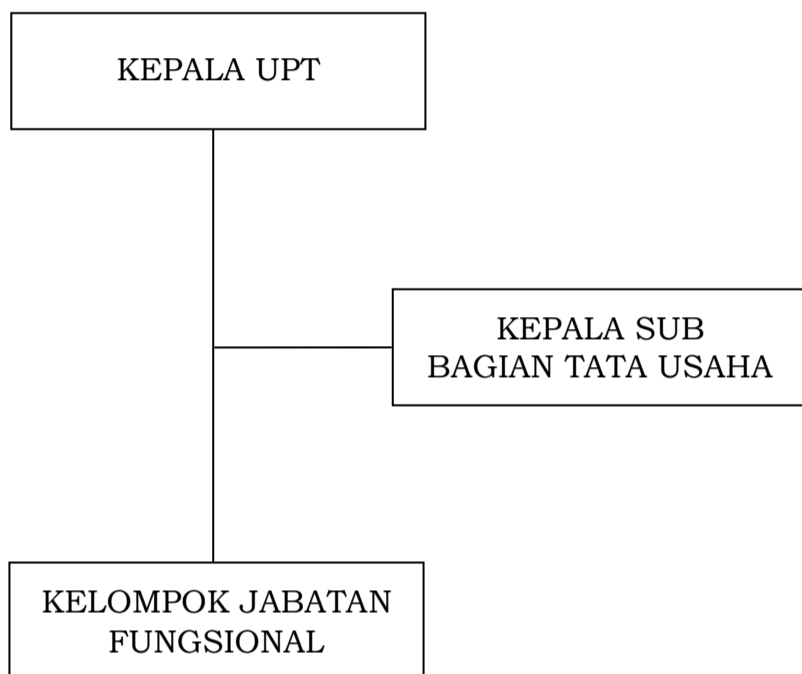 KEPALA UPT
KEPALA SUB
BAGIAN TATA USAHA
KELOMPOK JABATAN
FUNGSIONAL